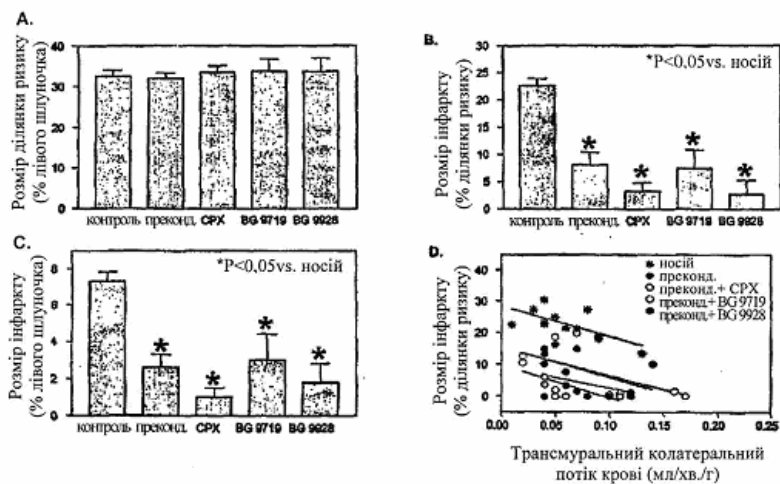 A.
Розмір ділянки ризику
(% лівого шлуночка)
40
30
20
10
0
контроль преконд. CPX BG 9719 BG 9928
B.
*P<0,05vs. носій
Розмір інфаркту
(% ділянки ризику)
30
25
20
15
10
5
0
* * * *
контроль преконд. CPX BG 9719 BG 9928
C.
*P<0,05vs. носій
Розмір інфаркту
(% лівого шлуночка)
8
6
4
2
0
* * * *
контроль преконд. CPX BG 9719 BG 9928
D.
носій
преконд.
преконд.+ CPX
преконд.+ BG 9719
преконд.+ BG 9928
Розмір інфаркту
(% ділянки ризику)
40
30
20
10
0
0.00 0.05 0.10 0.15 0.20 0.25
Трансмуральний колатеральний
потік крові (мл/хв./г)